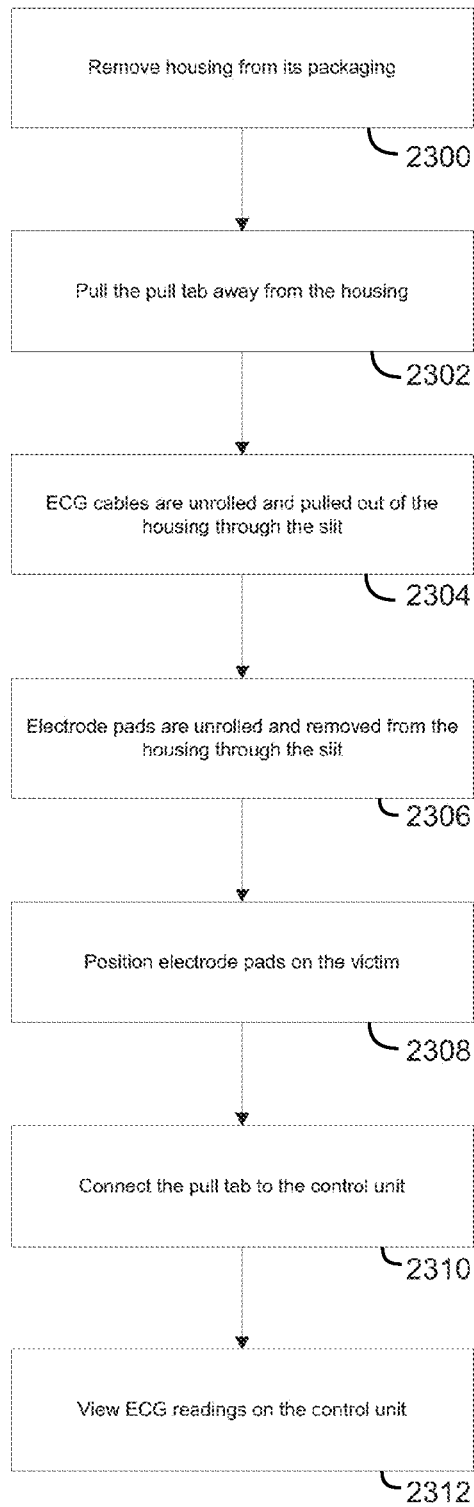 Remove housing from its packaging
2300
Pull the pull tab away from the housing
2302
ECG cables are unrolled and pulled out of the
housing through the slit
2304
Electrode pads are unrolled and removed from the
housing through the slit
2306
Position electrode pads on the victim
2308
Connect the pull tab to the control unit
2310
View ECG readings on the control unit
2312